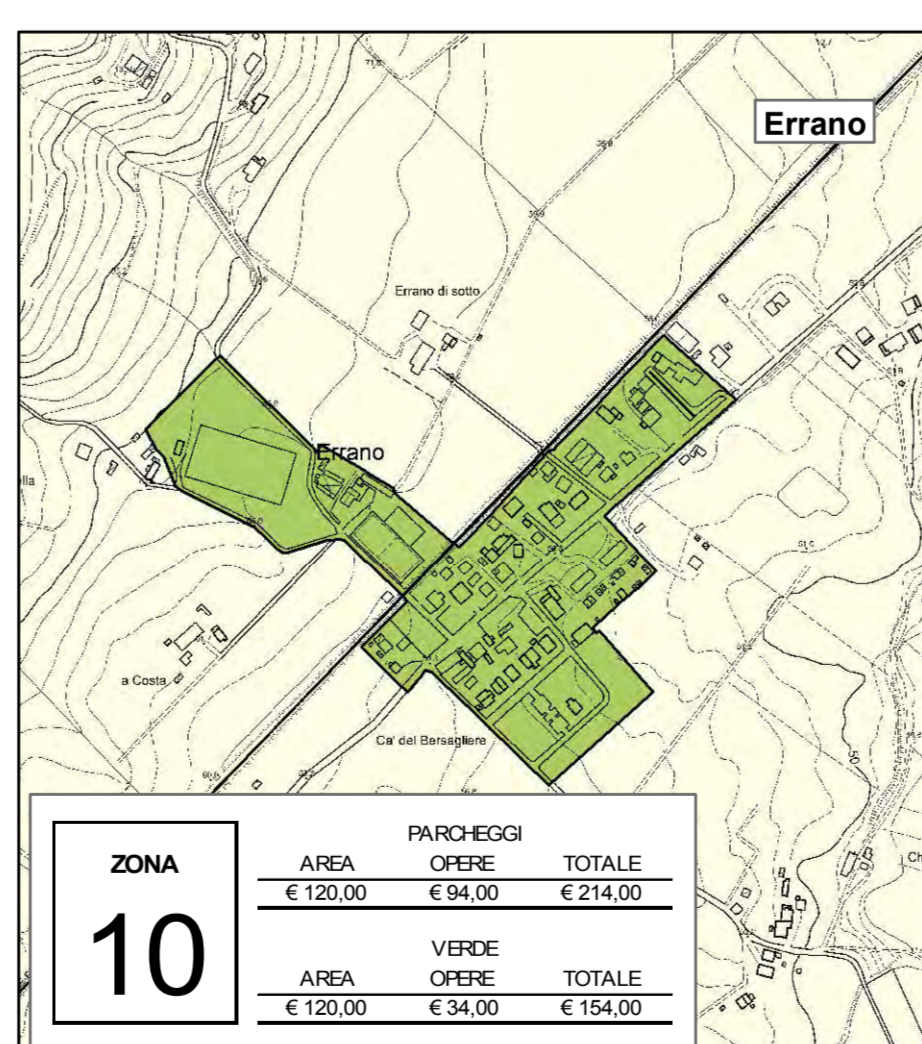 Errano
Errano di sotto
Errano
a Costa
Ca' del Bersagliere
50
ZONA
10
PARCHEGGI
AREA OPERE TOTALE
€ 120,00 € 94,00 € 214,00
VERDE
AREA OPERE TOTALE
€ 120,00 € 34,00 € 154,00